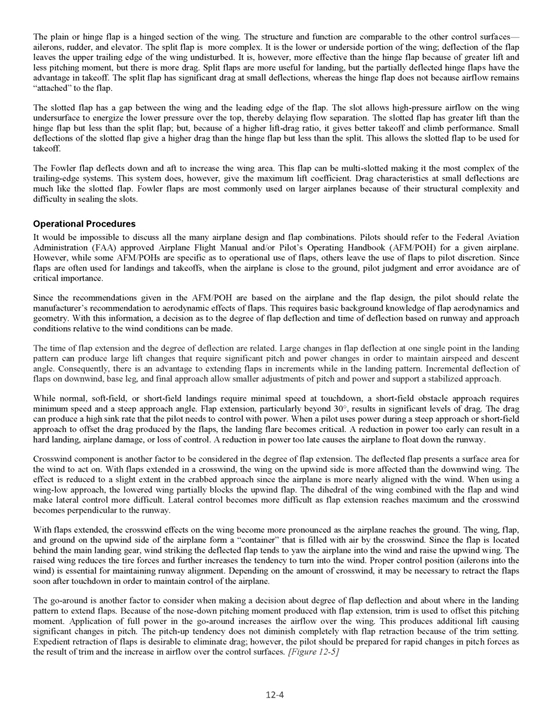 The plain or hinge flap is a hinged section of the wing. The structure and function are comparable to the other control surfaces—
ailerons, rudder, and elevator. The split flap is  more complex. It is the lower or underside portion of the wing; deflection of the flap
leaves the upper trailing edge of the wing undisturbed. It is, however, more effective than the hinge flap because of greater lift and
less pitching moment, but there is more drag. Split flaps are more useful for landing, but the partially deflected hinge flaps have the
advantage in takeoff. The split flap has significant drag at small deflections, whereas the hinge flap does not because airflow remains
“attached” to the flap.
The slotted flap has a gap between the wing and the leading edge of the flap. The slot allows high-pressure airflow on the wing
undersurface to energize the lower pressure over the top, thereby delaying flow separation. The slotted flap has greater lift than the
hinge flap but less than the split flap; but, because of a higher lift-drag ratio, it gives better takeoff and climb performance. Small
deflections of the slotted flap give a higher drag than the hinge flap but less than the split. This allows the slotted flap to be used for
takeoff.
The Fowler flap deflects down and aft to increase the wing area. This flap can be multi-slotted making it the most complex of the
trailing-edge systems. This system does, however, give the maximum lift coefficient. Drag characteristics at small deflections are
much like the slotted flap. Fowler flaps are most commonly used on larger airplanes because of their structural complexity and
difficulty in sealing the slots.
Operational Procedures
It would be impossible to discuss all the many airplane design and flap combinations. Pilots should refer to the Federal Aviation
Administration (FAA) approved Airplane Flight Manual and/or Pilot’s Operating Handbook (AFM/POH) for a given airplane.
However, while some AFM/POHs are specific as to operational use of flaps, others leave the use of flaps to pilot discretion. Since
flaps are often used for landings and takeoffs, when the airplane is close to the ground, pilot judgment and error avoidance are of
critical importance.
Since the recommendations given in the AFM/POH are based on the airplane and the flap design, the pilot should relate the
manufacturer’s recommendation to aerodynamic effects of flaps. This requires basic background knowledge of flap aerodynamics and
geometry. With this information, a decision as to the degree of flap deflection and time of deflection based on runway and approach
conditions relative to the wind conditions can be made.
The time of flap extension and the degree of deflection are related. Large changes in flap deflection at one single point in the landing
pattern can produce large lift changes that require significant pitch and power changes in order to maintain airspeed and descent
angle. Consequently, there is an advantage to extending flaps in increments while in the landing pattern. Incremental deflection of
flaps on downwind, base leg, and final approach allow smaller adjustments of pitch and power and support a stabilized approach.
While normal, soft-field, or short-field landings require minimal speed at touchdown, a short-field obstacle approach requires
minimum speed and a steep approach angle. Flap extension, particularly beyond 30°, results in significant levels of drag. The drag
can produce a high sink rate that the pilot needs to control with power. When a pilot uses power during a steep approach or short-field
approach to offset the drag produced by the flaps, the landing flare becomes critical. A reduction in power too early can result in a
hard landing, airplane damage, or loss of control. A reduction in power too late causes the airplane to float down the runway.
Crosswind component is another factor to be considered in the degree of flap extension. The deflected flap presents a surface area for
the wind to act on. With flaps extended in a crosswind, the wing on the upwind side is more affected than the downwind wing. The
effect is reduced to a slight extent in the crabbed approach since the airplane is more nearly aligned with the wind. When using a
wing-low approach, the lowered wing partially blocks the upwind flap. The dihedral of the wing combined with the flap and wind
make lateral control more difficult. Lateral control becomes more difficult as flap extension reaches maximum and the crosswind
becomes perpendicular to the runway.
With flaps extended, the crosswind effects on the wing become more pronounced as the airplane reaches the ground. The wing, flap,
and ground on the upwind side of the airplane form a “container” that is filled with air by the crosswind. Since the flap is located
behind the main landing gear, wind striking the deflected flap tends to yaw the airplane into the wind and raise the upwind wing. The
raised wing reduces the tire forces and further increases the tendency to turn into the wind. Proper control position (ailerons into the
wind) is essential for maintaining runway alignment. Depending on the amount of crosswind, it may be necessary to retract the flaps
soon after touchdown in order to maintain control of the airplane.
The go-around is another factor to consider when making a decision about degree of flap deflection and about where in the landing
pattern to extend flaps. Because of the nose-down pitching moment produced with flap extension, trim is used to offset this pitching
moment. Application of full power in the go-around increases the airflow over the wing. This produces additional lift causing
significant changes in pitch. The pitch-up tendency does not diminish completely with flap retraction because of the trim setting.
Expedient retraction of flaps is desirable to eliminate drag; however, the pilot should be prepared for rapid changes in pitch forces as
the result of trim and the increase in airflow over the control surfaces. [Figure 12-5]
12-4